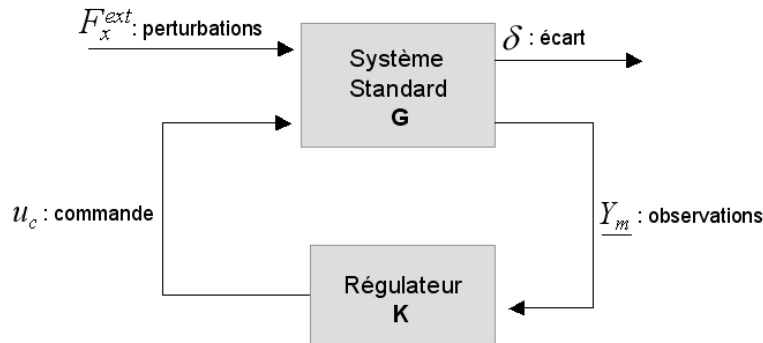 F_x^{ext} : perturbations
δ : écart
Système
Standard
G
u_c : commande
Y_m : observations
Régulateur
K